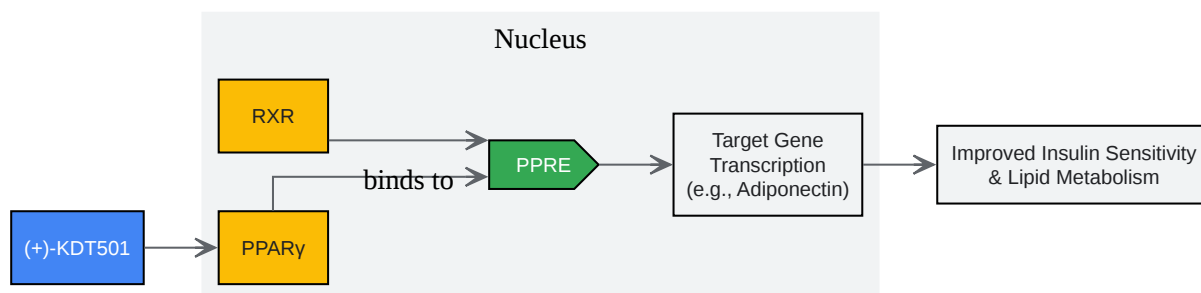 Nucleus
RXR
binds to
PPRE
Target Gene
Transcription
(e.g., Adiponectin)
Improved Insulin Sensitivity
& Lipid Metabolism
(+)-KDT501
PPARγ